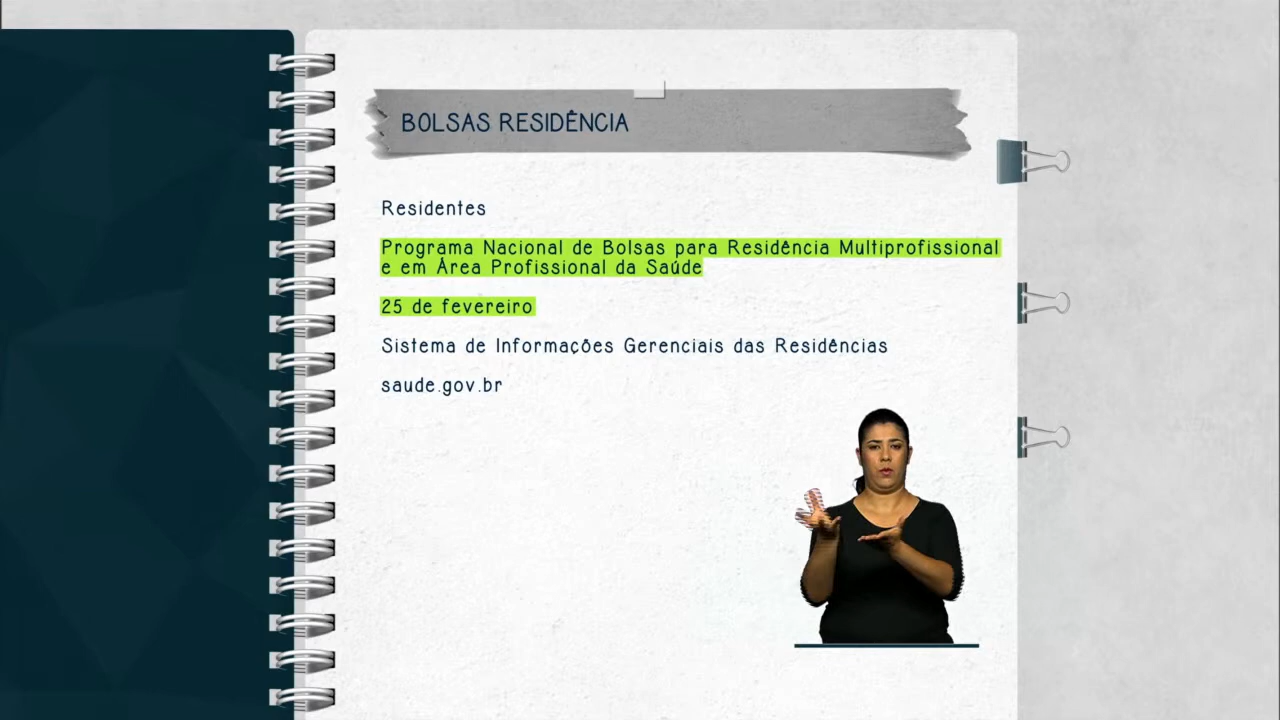 BOLSAS RESIDÊNCIA
Residentes
Programa Nacional de Bolsas para Residência Multiprofissional
e em Área Profissional da Saúde
25 de fevereiro
Sistema de Informações Gerenciais das Residências
saude.gov.br